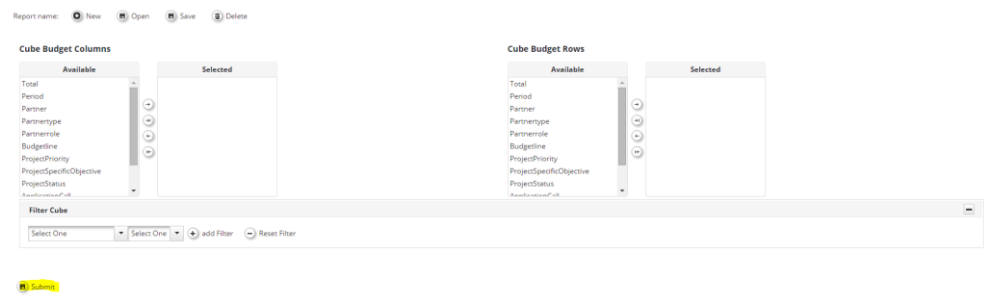 Report name: New Open Save Delete
Cube Budget Columns Cube Budget Rows
Available Selected Available Selected
Total Total
Period Period
Partner Partner
Partnertype Partnertype
Partnerrole Partnerrole
Budgetline Budgetline
ProjectPriority ProjectPriority
ProjectSpecificObjective ProjectSpecificObjective
ProjectStatus ProjectStatus
ApplicationCall ApplicationCall
Filter Cube
Select One Select One add Filter Reset Filter
Submit